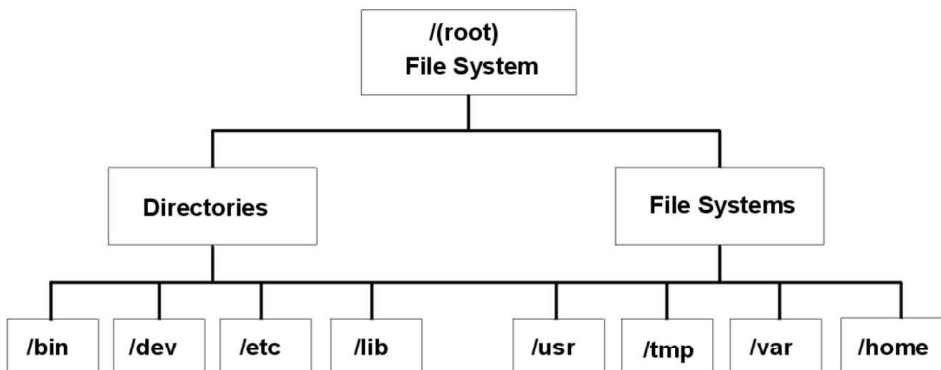 /(root)
File System
Directories
File Systems
/bin
/dev
/etc
/lib
/usr
/tmp
/var
/home